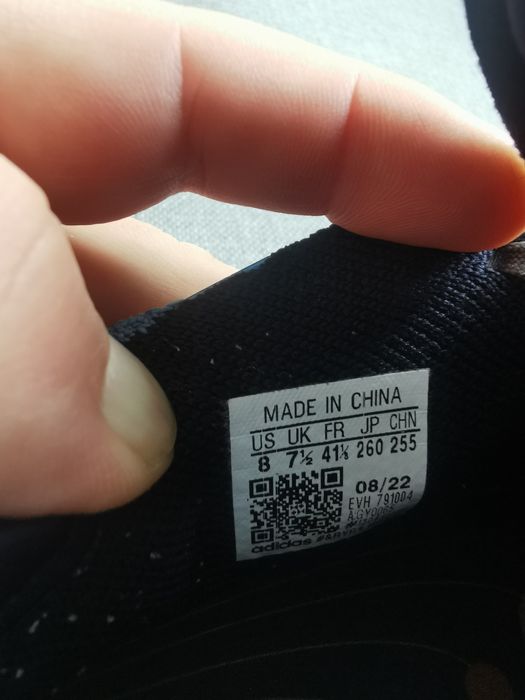 MADE IN CHINA
US UK FR JP CHN
8 7½ 41⅓ 260 255
08/22
EVH 791004
adidas